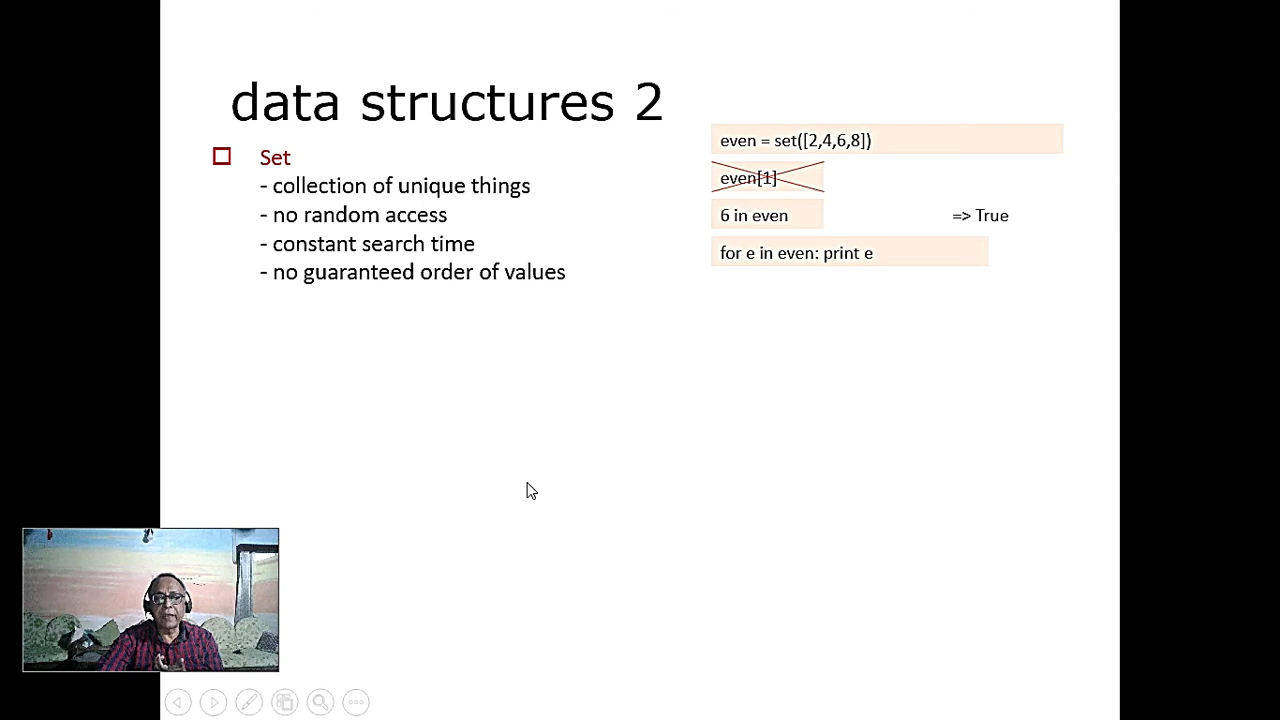 data structures 2
Set
- collection of unique things
- no random access
- constant search time
- no guaranteed order of values
even = set([2,4,6,8])
even[1]
6 in even => True
for e in even: print e